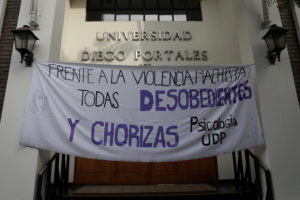 UNIVERSIDAD
DIEGO PORTALES
FRENTE A LA VIOLENCIA MACHISTA
TODAS DESOBEDIENTES
Y CHORIZAS Psicología
UDP